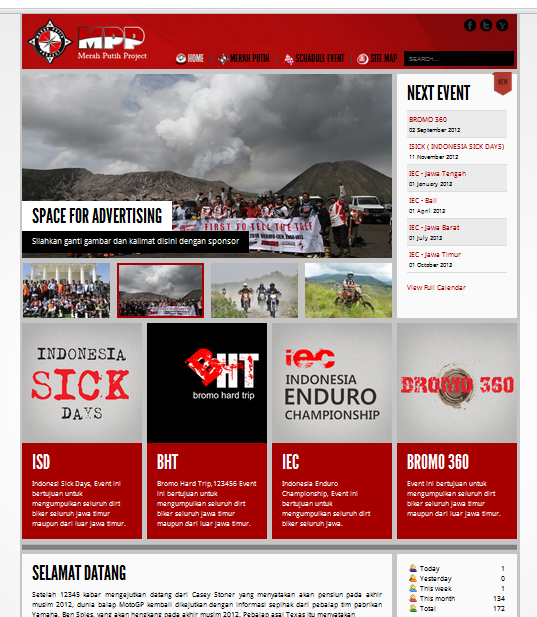 MPP
Merah Putih Project
HOME
MERAH PUTIH
SCHADULE EVENT
SITE MAP
SEARCH...
NEW
NEXT EVENT
BROMO 360
02 September 2012
ISICK ( INDONESIA SICK DAYS)
11 November 2012
IEC - Jawa Tengah
01 January 2013
IEC - Bali
01 April 2013
IEC - Jawa Barat
01 July 2013
IEC - Jawa Timur
01 October 2013
View Full Calendar
FIRST TO TELL THE TALE
SPACE FOR ADVERTISING
Silahkan ganti gambar dan kalimat disini dengan sponsor
INDONESIA
SICK
DAYS
BHT
bromo hard trip
iec
INDONESIA
ENDURO
CHAMPIONSHIP
BROMO 360
ISD
Indonesi Sick Days, Event ini
bertujuan untuk
mengumpulkan seluruh dirt
biker seluruh jawa timur
maupun dari luar jawa timur.
BHT
Bromo Hard Trip,123456 Event
ini bertujuan untuk
mengumpulkan seluruh dirt
biker seluruh jawa timur
maupun dari luar jawa timur.
IEC
Indonesia Enduro
Championship, Event ini
bertujuan untuk
mengumpulkan seluruh dirt
biker seluruh jawa.
BROMO 360
Event ini bertujuan untuk
mengumpulkan seluruh dirt
biker seluruh jawa timur
maupun dari luar jawa timur.
SELAMAT DATANG
Setelah 12345 kabar mengejutkan datang dari Casey Stoner yang menyatakan akan pensiun pada akhir
musim 2012, dunia balap MotoGP kembali dikejutkan dengan informasi sepihak dari pebalap tim pabrikan
Yamaha, Ben Spies, yang akan hengkang pada akhir musim 2012. Pebalap asal Texas itu menyatakan
Today 1
Yesterday 0
This week 1
This month 134
Total 172